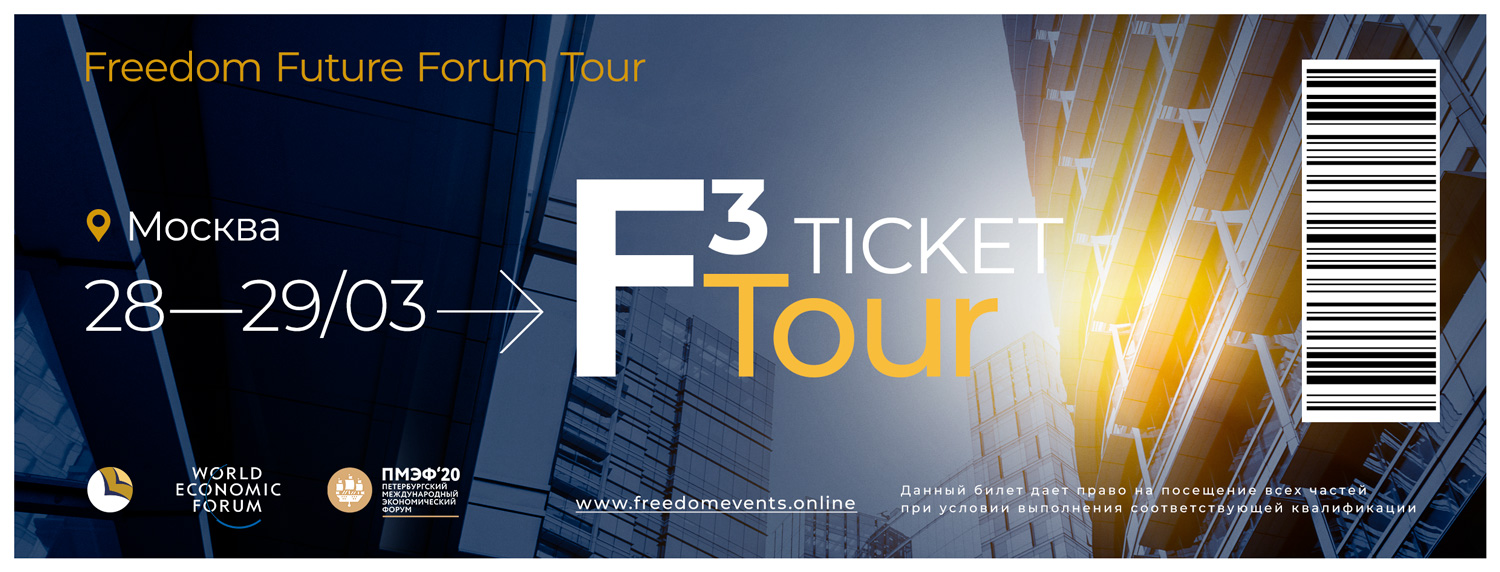 Freedom Future Forum Tour
Москва
28—29/03
F³ TICKET
Tour
WORLD
ECONOMIC
FORUM
ПМЭФ'20
ПЕТЕРБУРГСКИЙ
МЕЖДУНАРОДНЫЙ
ЭКОНОМИЧЕСКИЙ
ФОРУМ
www.freedomevents.online
Данный билет дает право на посещение всех частей
при условии выполнения соответствующей квалификации